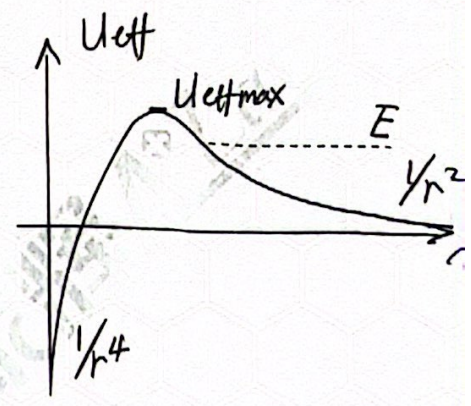 Ueff
Ueffmax
E
1/r²
r
1/r⁴